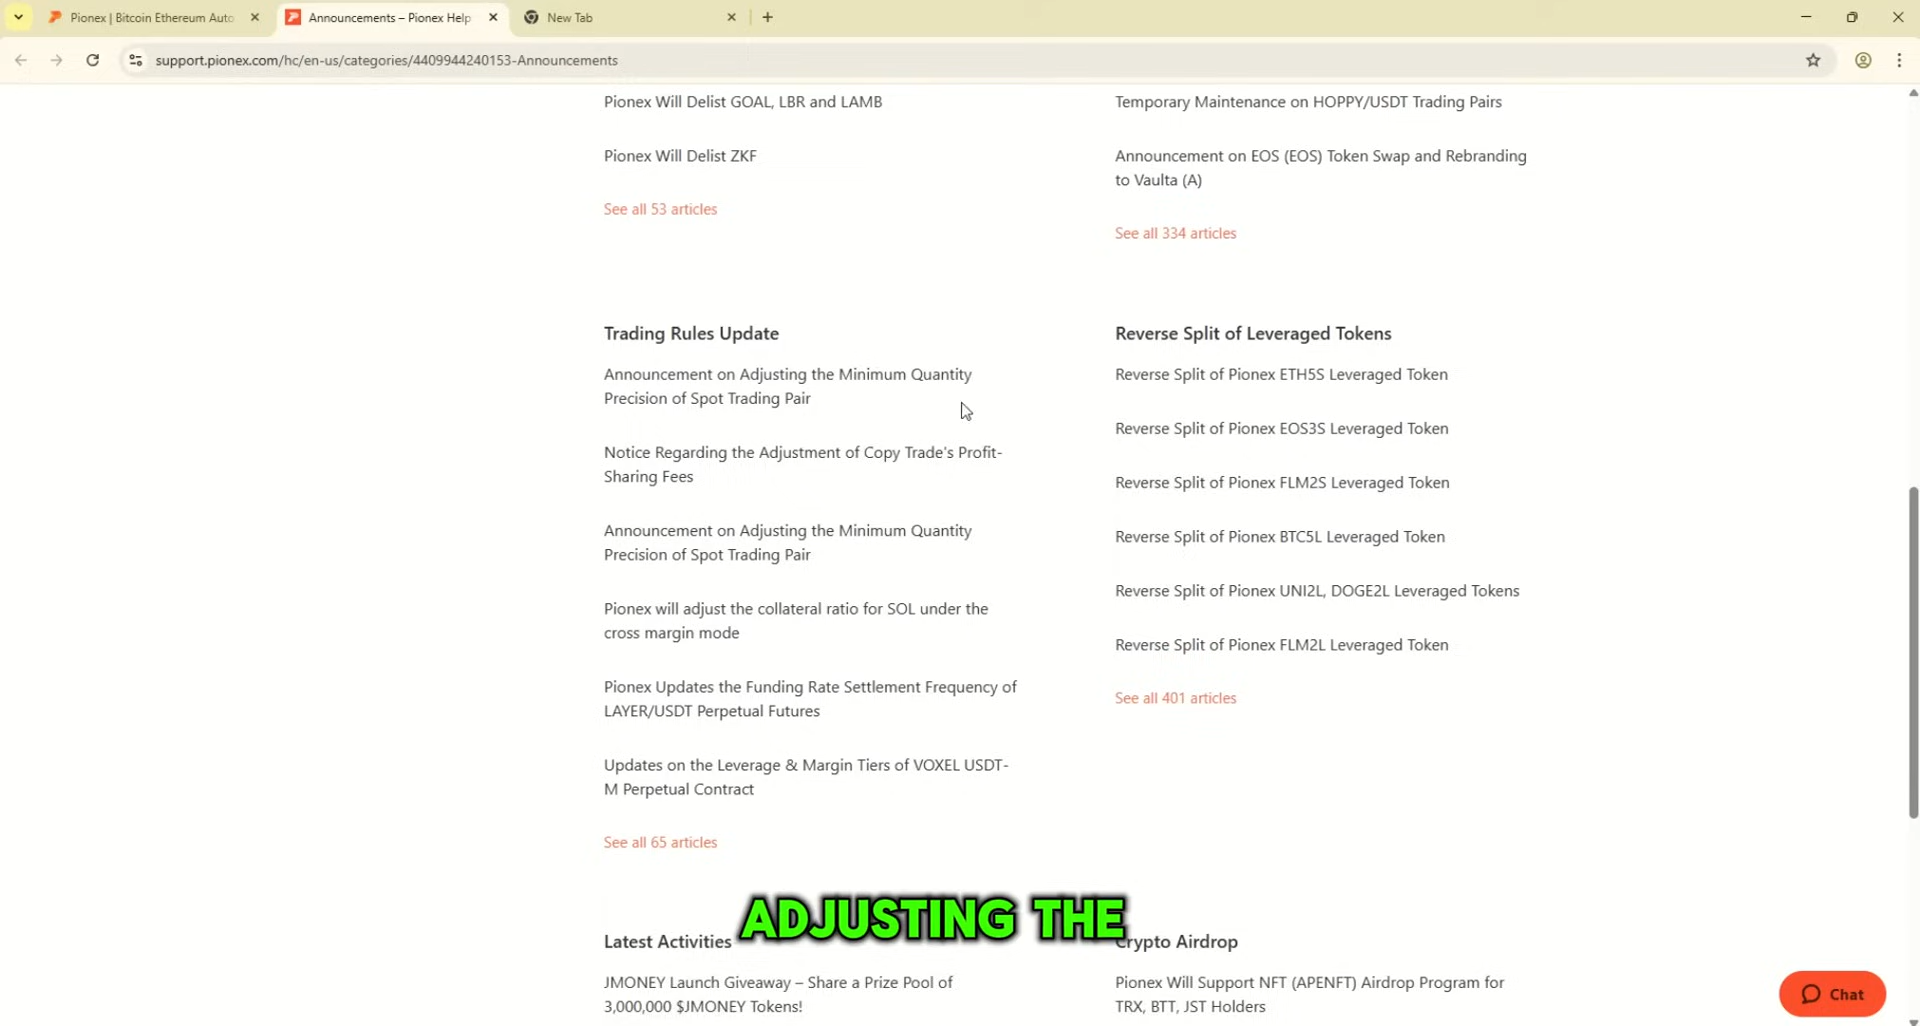 Pionex | Bitcoin Ethereum Auto
Announcements – Pionex Help
New Tab
support.pionex.com/hc/en-us/categories/4409944240153-Announcements
Pionex Will Delist GOAL, LBR and LAMB
Pionex Will Delist ZKF
See all 53 articles
Temporary Maintenance on HOPPY/USDT Trading Pairs
Announcement on EOS (EOS) Token Swap and Rebranding
to Vaulta (A)
See all 334 articles
Trading Rules Update
Announcement on Adjusting the Minimum Quantity
Precision of Spot Trading Pair
Notice Regarding the Adjustment of Copy Trade's Profit-
Sharing Fees
Announcement on Adjusting the Minimum Quantity
Precision of Spot Trading Pair
Pionex will adjust the collateral ratio for SOL under the
cross margin mode
Pionex Updates the Funding Rate Settlement Frequency of
LAYER/USDT Perpetual Futures
Updates on the Leverage & Margin Tiers of VOXEL USDT-
M Perpetual Contract
See all 65 articles
Reverse Split of Leveraged Tokens
Reverse Split of Pionex ETH5S Leveraged Token
Reverse Split of Pionex EOS3S Leveraged Token
Reverse Split of Pionex FLM2S Leveraged Token
Reverse Split of Pionex BTC5L Leveraged Token
Reverse Split of Pionex UNI2L, DOGE2L Leveraged Tokens
Reverse Split of Pionex FLM2L Leveraged Token
See all 401 articles
ADJUSTING THE
Latest Activities
JMONEY Launch Giveaway – Share a Prize Pool of
3,000,000 $JMONEY Tokens!
Crypto Airdrop
Pionex Will Support NFT (APENFT) Airdrop Program for
TRX, BTT, JST Holders
Chat